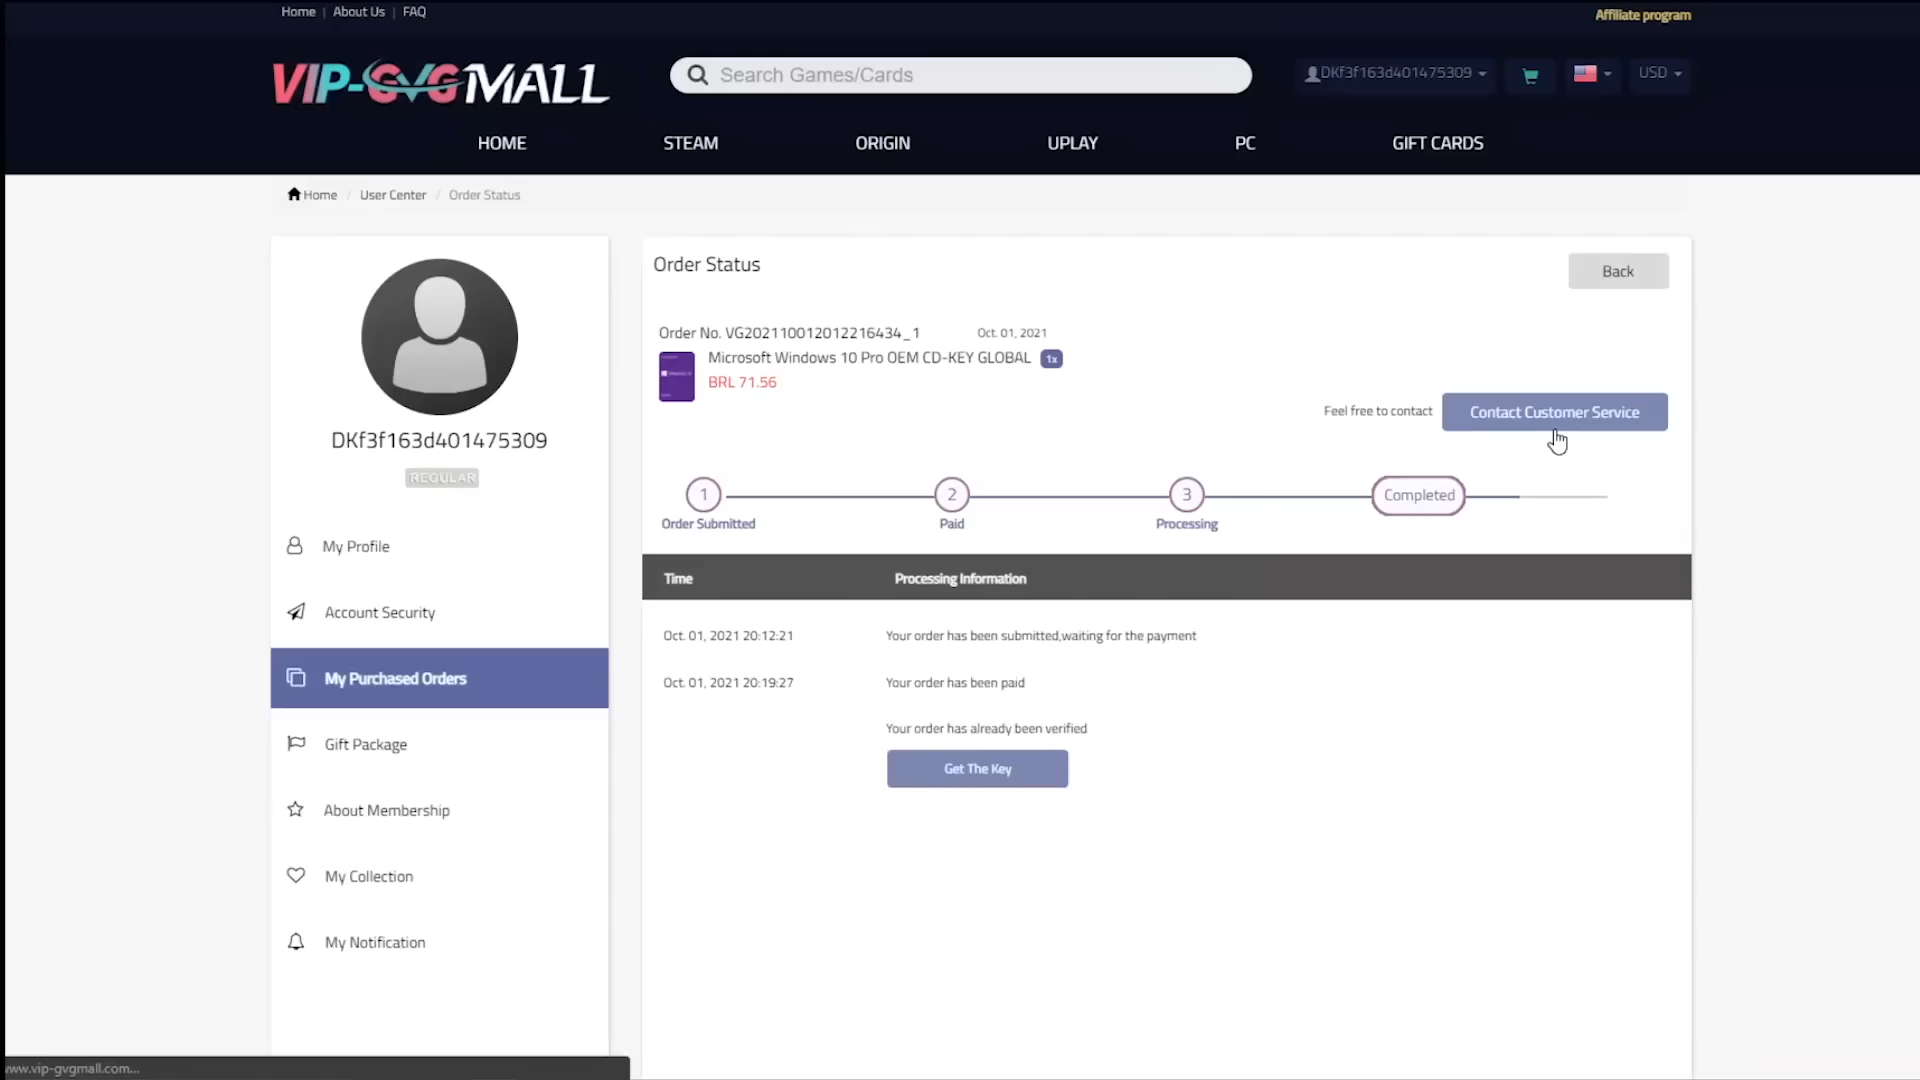 Home | About Us | FAQ
Affiliate program
VIP-GVGMALL
Search Games/Cards
DKf3f163d401475309
USD
HOME
STEAM
ORIGIN
UPLAY
PC
GIFT CARDS
Home / User Center / Order Status
DKf3f163d401475309
REGULAR
My Profile
Account Security
My Purchased Orders
Gift Package
About Membership
My Collection
My Notification
Order Status
Back
Order No. VG202110012012216434_1
Oct. 01, 2021
Microsoft Windows 10 Pro OEM CD-KEY GLOBAL 1x
BRL 71.56
Feel free to contact
Contact Customer Service
1
2
3
Completed
Order Submitted
Paid
Processing
Time
Processing Information
Oct. 01, 2021 20:12:21
Your order has been submitted,waiting for the payment
Oct. 01, 2021 20:19:27
Your order has been paid
Your order has already been verified
Get The Key
www.vip-gvgmall.com...